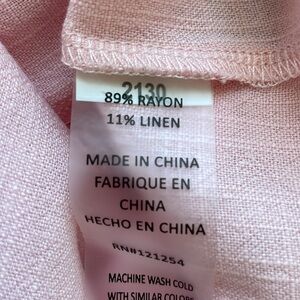 2130
89% RAYON
11% LINEN
MADE IN CHINA
FABRIQUE EN
CHINA
HECHO EN CHINA
RN#121254
MACHINE WASH COLD
WITH SIMILAR COLORS